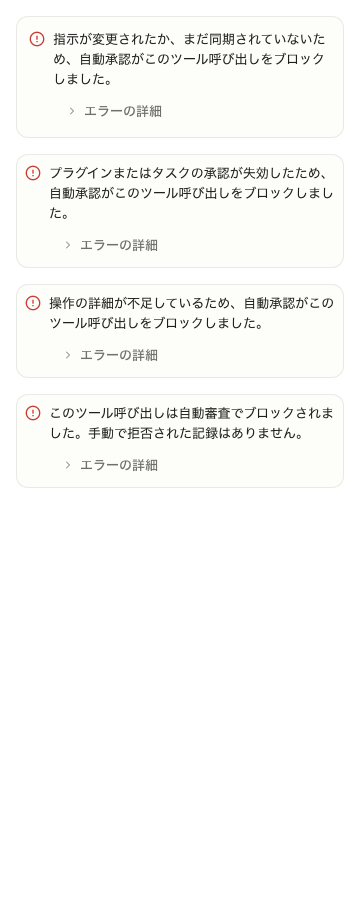 指示が変更されたか、まだ同期されていないた
め、自動承認がこのツール呼び出しをブロック
しました。
エラーの詳細
プラグインまたはタスクの承認が失効したため、
自動承認がこのツール呼び出しをブロックしまし
た。
エラーの詳細
操作の詳細が不足しているため、自動承認がこの
ツール呼び出しをブロックしました。
エラーの詳細
このツール呼び出しは自動審査でブロックされま
した。手動で拒否された記録はありません。
エラーの詳細